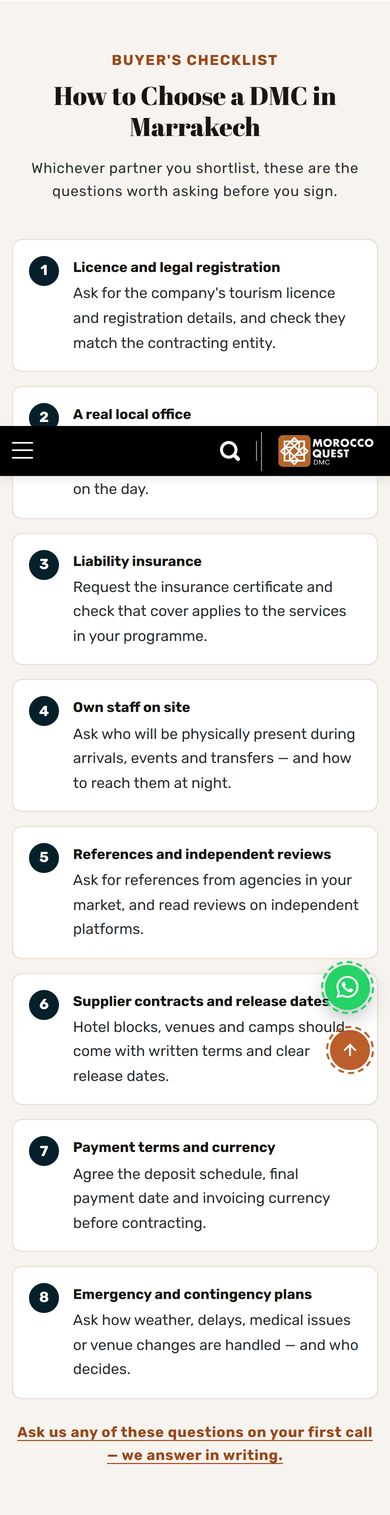 BUYER'S CHECKLIST
How to Choose a DMC in
Marrakech
Whichever partner you shortlist, these are the
questions worth asking before you sign.
1
Licence and legal registration
Ask for the company's tourism licence
and registration details, and check they
match the contracting entity.
2
A real local office
MOROCCO
QUEST
DMC
on the day.
3
Liability insurance
Request the insurance certificate and
check that cover applies to the services
in your programme.
4
Own staff on site
Ask who will be physically present during
arrivals, events and transfers — and how
to reach them at night.
5
References and independent reviews
Ask for references from agencies in your
market, and read reviews on independent
platforms.
6
Supplier contracts and release dates
Hotel blocks, venues and camps should
come with written terms and clear
release dates.
7
Payment terms and currency
Agree the deposit schedule, final
payment date and invoicing currency
before contracting.
8
Emergency and contingency plans
Ask how weather, delays, medical issues
or venue changes are handled — and who
decides.
Ask us any of these questions on your first call
— we answer in writing.